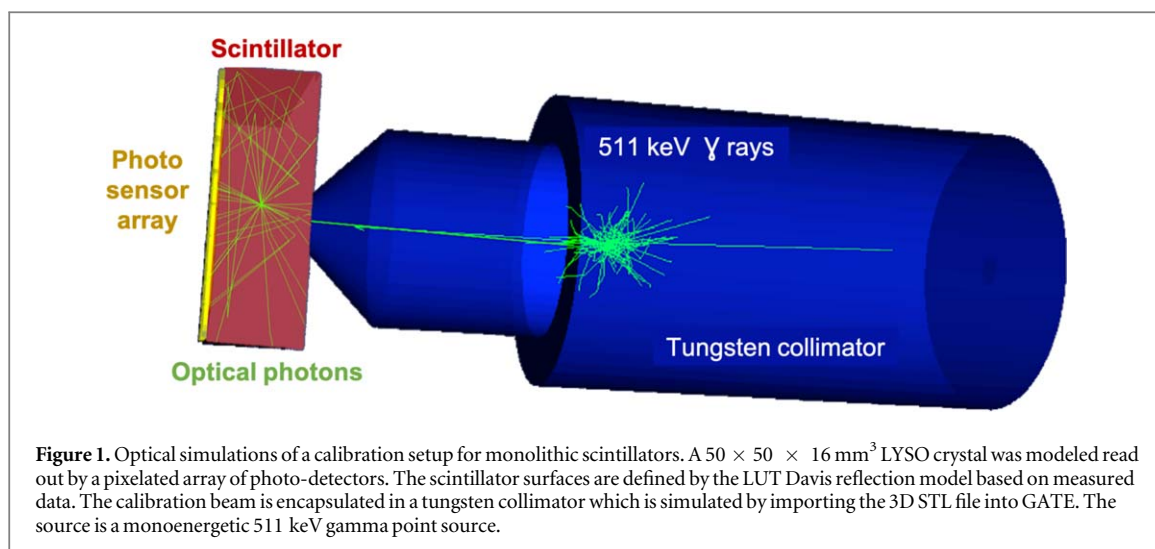 Scintillator
511 keV Ɣ rays
Photo
sensor
array
Tungsten collimator
Optical photons
Figure 1. Optical simulations of a calibration setup for monolithic scintillators. A 50 × 50 × 16 mm³ LYSO crystal was modeled read
out by a pixelated array of photo-detectors. The scintillator surfaces are defined by the LUT Davis reflection model based on measured
data. The calibration beam is encapsulated in a tungsten collimator which is simulated by importing the 3D STL file into GATE. The
source is a monoenergetic 511 keV gamma point source.